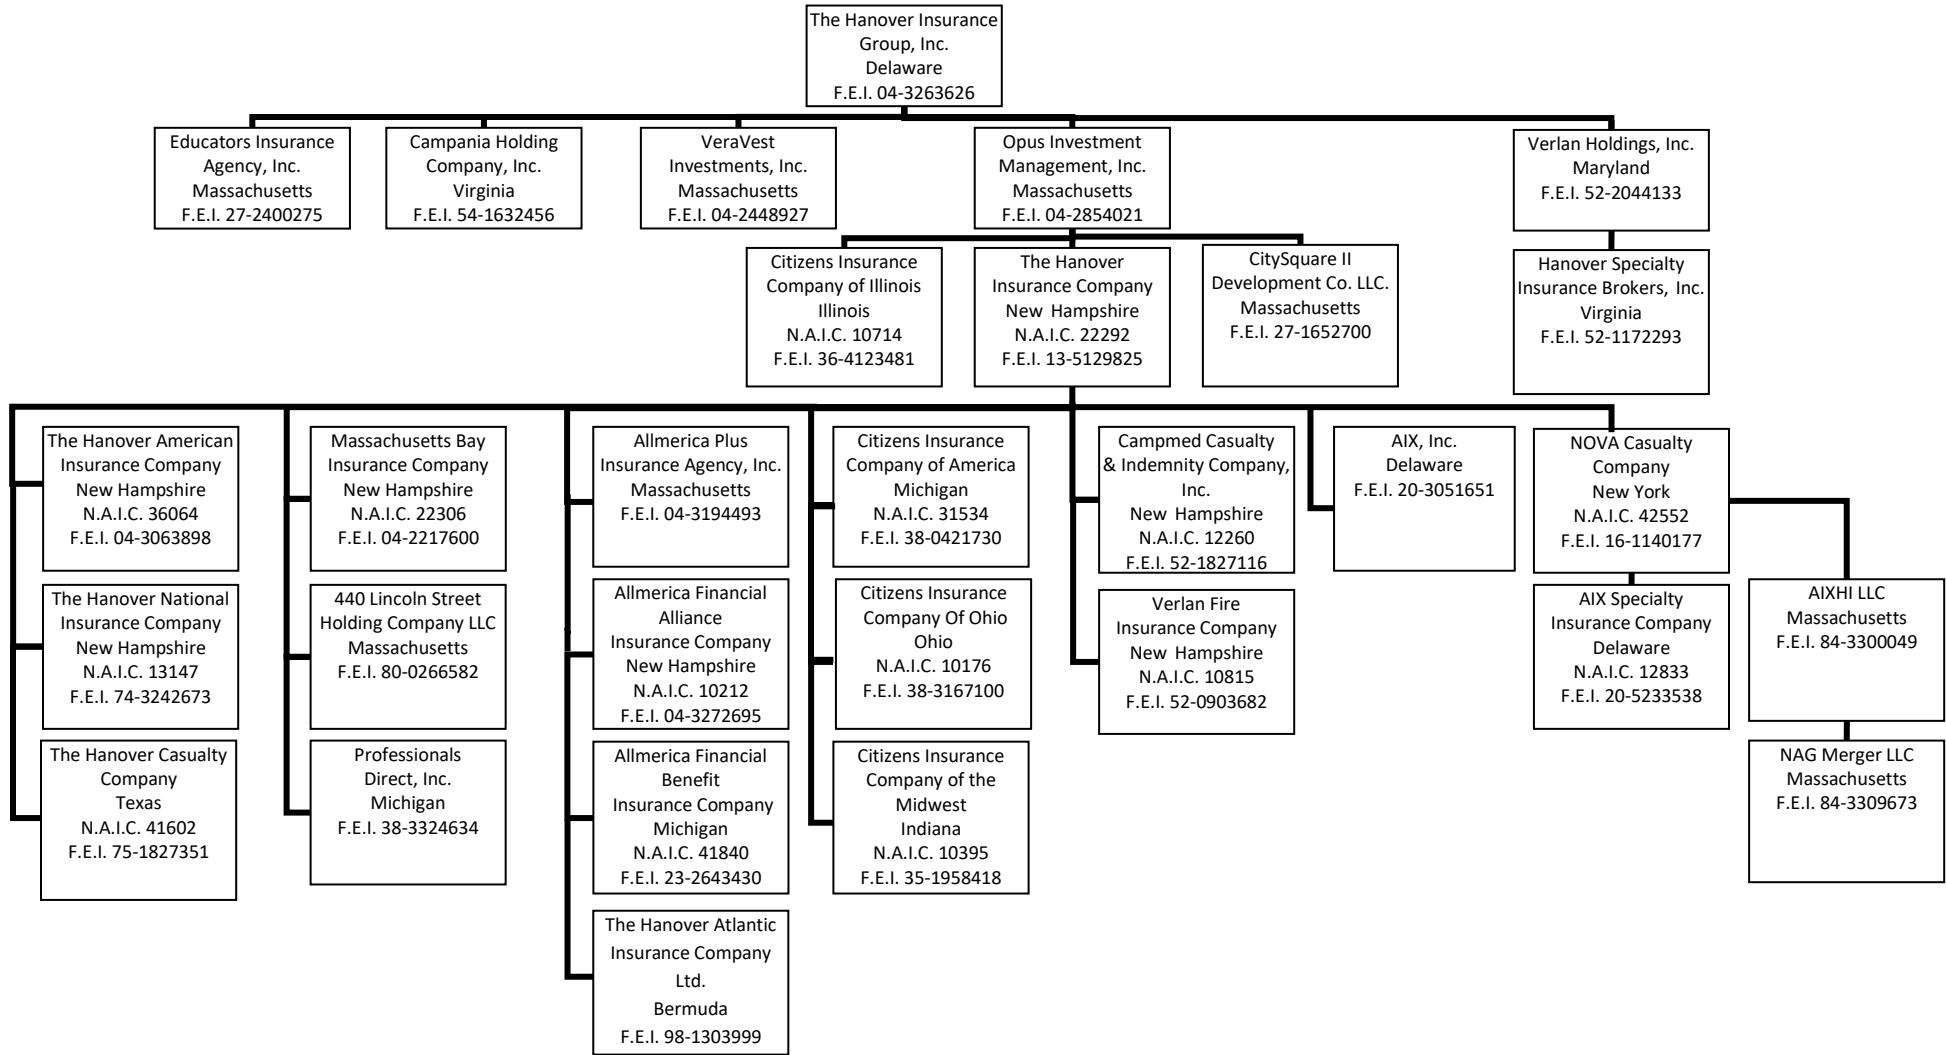 The Hanover Insurance
Group, Inc.
Delaware
F.E.I. 04-3263626
Educators Insurance
Agency, Inc.
Massachusetts
F.E.I. 27-2400275
Campania Holding
Company, Inc.
Virginia
F.E.I. 54-1632456
VeraVest
Investments, Inc.
Massachusetts
F.E.I. 04-2448927
Opus Investment
Management, Inc.
Massachusetts
F.E.I. 04-2854021
Verlan Holdings, Inc.
Maryland
F.E.I. 52-2044133
Citizens Insurance
Company of Illinois
Illinois
N.A.I.C. 10714
F.E.I. 36-4123481
The Hanover
Insurance Company
New Hampshire
N.A.I.C. 22292
F.E.I. 13-5129825
CitySquare II
Development Co. LLC.
Massachusetts
F.E.I. 27-1652700
Hanover Specialty
Insurance Brokers, Inc.
Virginia
F.E.I. 52-1172293
The Hanover American
Insurance Company
New Hampshire
N.A.I.C. 36064
F.E.I. 04-3063898
Massachusetts Bay
Insurance Company
New Hampshire
N.A.I.C. 22306
F.E.I. 04-2217600
Allmerica Plus
Insurance Agency, Inc.
Massachusetts
F.E.I. 04-3194493
Citizens Insurance
Company of America
Michigan
N.A.I.C. 31534
F.E.I. 38-0421730
Campmed Casualty
& Indemnity Company,
Inc.
New Hampshire
N.A.I.C. 12260
F.E.I. 52-1827116
AIX, Inc.
Delaware
F.E.I. 20-3051651
NOVA Casualty
Company
New York
N.A.I.C. 42552
F.E.I. 16-1140177
The Hanover National
Insurance Company
New Hampshire
N.A.I.C. 13147
F.E.I. 74-3242673
440 Lincoln Street
Holding Company LLC
Massachusetts
F.E.I. 80-0266582
Allmerica Financial
Alliance
Insurance Company
New Hampshire
N.A.I.C. 10212
F.E.I. 04-3272695
Citizens Insurance
Company Of Ohio
Ohio
N.A.I.C. 10176
F.E.I. 38-3167100
Verlan Fire
Insurance Company
New Hampshire
N.A.I.C. 10815
F.E.I. 52-0903682
AIX Specialty
Insurance Company
Delaware
N.A.I.C. 12833
F.E.I. 20-5233538
AIXHI LLC
Massachusetts
F.E.I. 84-3300049
The Hanover Casualty
Company
Texas
N.A.I.C. 41602
F.E.I. 75-1827351
Professionals
Direct, Inc.
Michigan
F.E.I. 38-3324634
Allmerica Financial
Benefit
Insurance Company
Michigan
N.A.I.C. 41840
F.E.I. 23-2643430
Citizens Insurance
Company of the
Midwest
Indiana
N.A.I.C. 10395
F.E.I. 35-1958418
NAG Merger LLC
Massachusetts
F.E.I. 84-3309673
The Hanover Atlantic
Insurance Company
Ltd.
Bermuda
F.E.I. 98-1303999